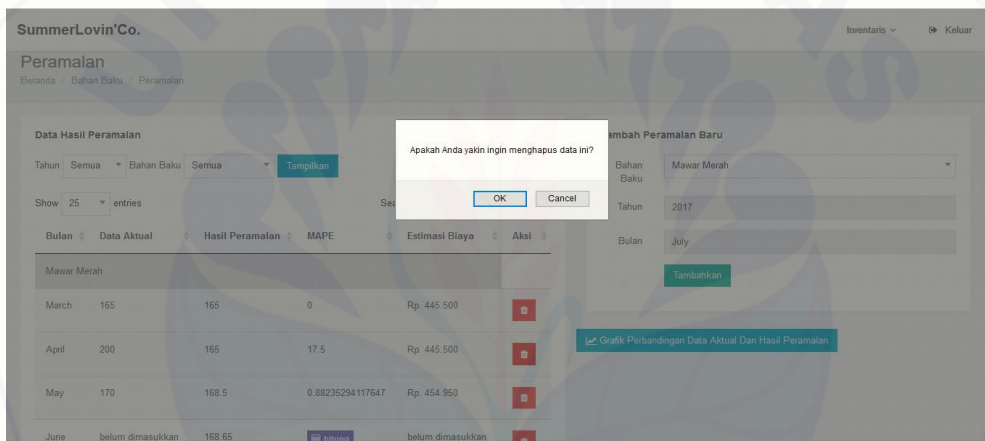 SummerLovin'Co.
Inventaris
Keluar
Peramalan
Beranda / Bahan Baku / Peramalan
Data Hasil Peramalan
Tahun Semua Bahan Baku Semua Tampilkan
Show 25 entries
Bulan Data Aktual Hasil Peramalan MAPE Estimasi Biaya Aksi
Mawar Merah
March 165 165 0 Rp. 445.500
April 200 165 17.5 Rp. 445.500
May 170 168.5 0.88235294117647 Rp. 454.950
June belum dimasukkan 168.65 hitung belum dimasukkan
Apakah Anda yakin ingin menghapus data ini?
OK Cancel
Peramalan Baru
Bahan Baku Mawar Merah
Tahun 2017
Bulan July
Tambahkan
Grafik Perbandingan Data Aktual Dan Hasil Peramalan